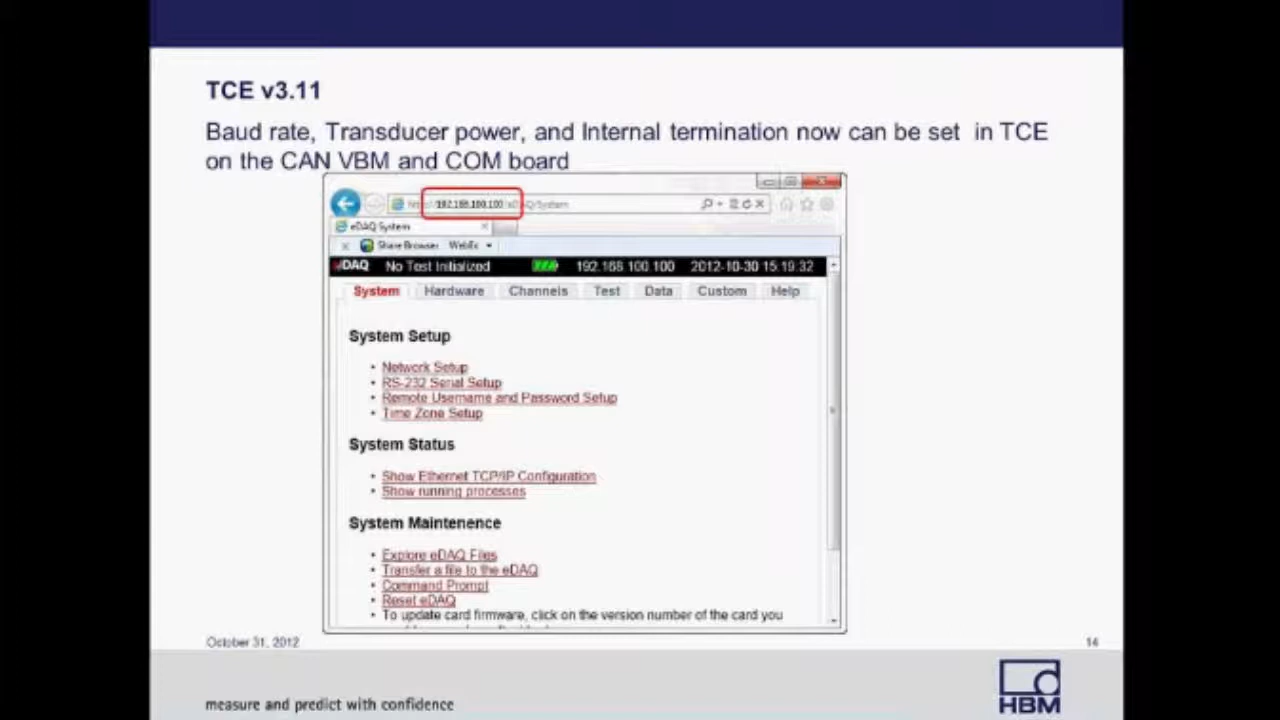 TCE v3.11
Baud rate, Transducer power, and Internal termination now can be set in TCE
on the CAN VBM and COM board
192.168.100.100/eDAQ/System
eDAQ System
Share Browser WebEx
eDAQ No Test Initialized 192.168.100.100 2012-10-30 15:19:32
System Hardware Channels Test Data Custom Help
System Setup
• Network Setup
• RS-232 Serial Setup
• Remote Username and Password Setup
• Time Zone Setup
System Status
• Show Ethernet TCP/IP Configuration
• Show running processes
System Maintenence
• Explore eDAQ Files
• Transfer a file to the eDAQ
• Command Prompt
• Reset eDAQ
• To update card firmware, click on the version number of the card you
October 31, 2012
14
measure and predict with confidence
HBM